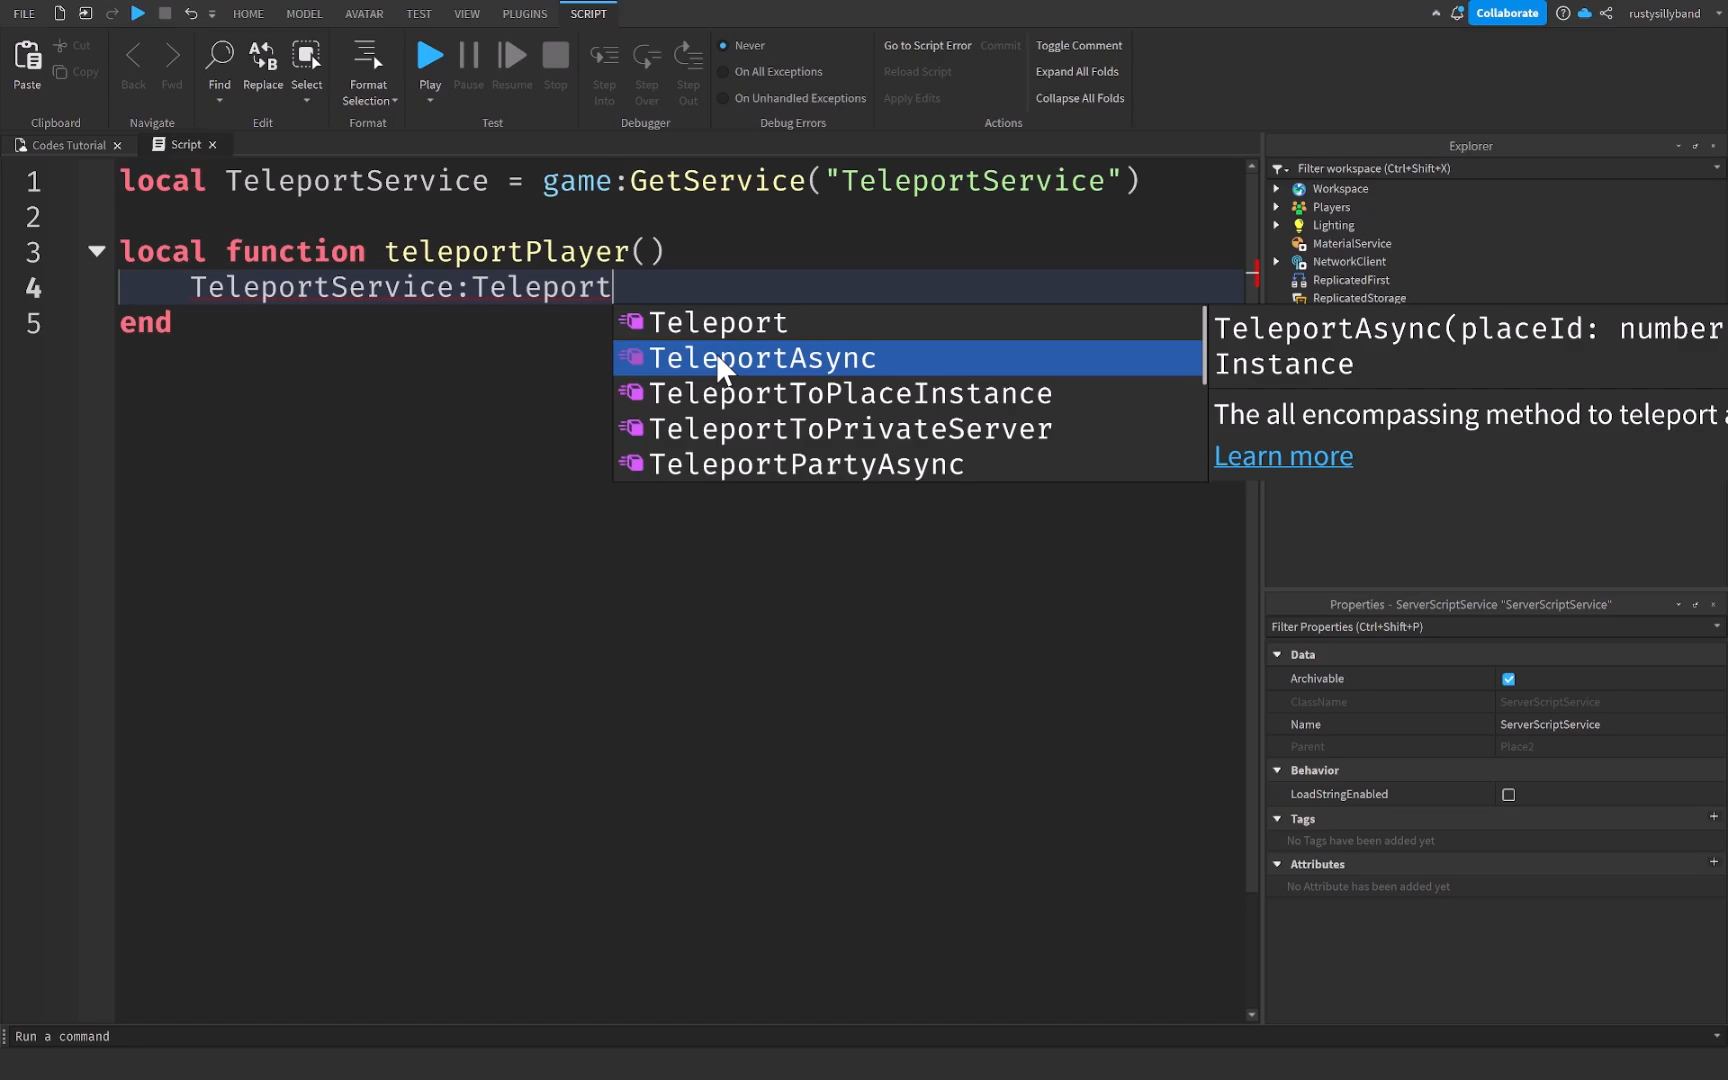 FILE HOME MODEL AVATAR TEST VIEW PLUGINS SCRIPT Collaborate rustysillyband
Paste Cut Copy Back Fwd Find Replace Select Format Selection Play Pause Resume Stop Step Into Step Over Step Out
Never Go to Script Error Commit Toggle Comment
On All Exceptions Reload Script Expand All Folds
On Unhandled Exceptions Apply Edits Collapse All Folds
Clipboard Navigate Edit Format Test Debugger Debug Errors Actions
Codes Tutorial Script
1 local TeleportService = game:GetService("TeleportService")
2
3 local function teleportPlayer()
4 TeleportService:Teleport
5 end
Teleport
TeleportAsync
TeleportToPlaceInstance
TeleportToPrivateServer
TeleportPartyAsync
TeleportAsync(placeId: number
Instance
The all encompassing method to teleport a
Learn more
Explorer
Filter workspace (Ctrl+Shift+X)
Workspace
Players
Lighting
MaterialService
NetworkClient
ReplicatedFirst
ReplicatedStorage
Properties - ServerScriptService "ServerScriptService"
Filter Properties (Ctrl+Shift+P)
Data
Archivable
ClassName ServerScriptService
Name ServerScriptService
Parent Place2
Behavior
LoadStringEnabled
Tags
No Tags have been added yet
Attributes
No Attribute has been added yet
Run a command